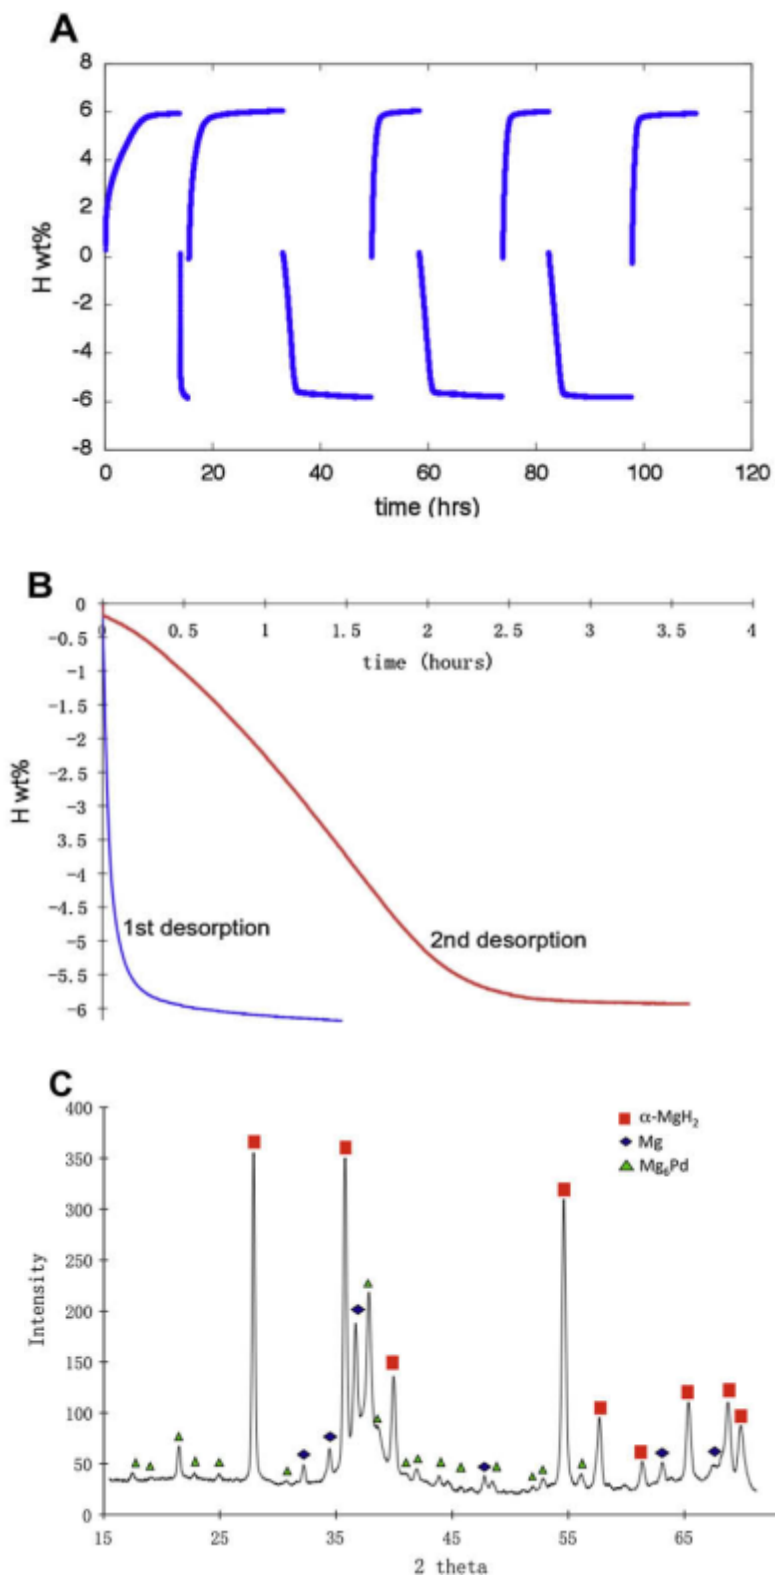 A
8
6
4
2
0
-2
-4
-6
-8
H wt%
0 20 40 60 80 100 120
time (hrs)
B
0
0 0.5 1 1.5 2 2.5 3 3.5 4
time (hours)
-0.5
-1
-1.5
-2
-2.5
-3
3.5
-4
-4.5
-5
-5.5
-6
H wt%
1st desorption
2nd desorption
C
400
350
300
250
200
150
100
50
0
Intensity
α-MgH₂
Mg
Mg₆Pd
15 25 35 45 55 65
2 theta